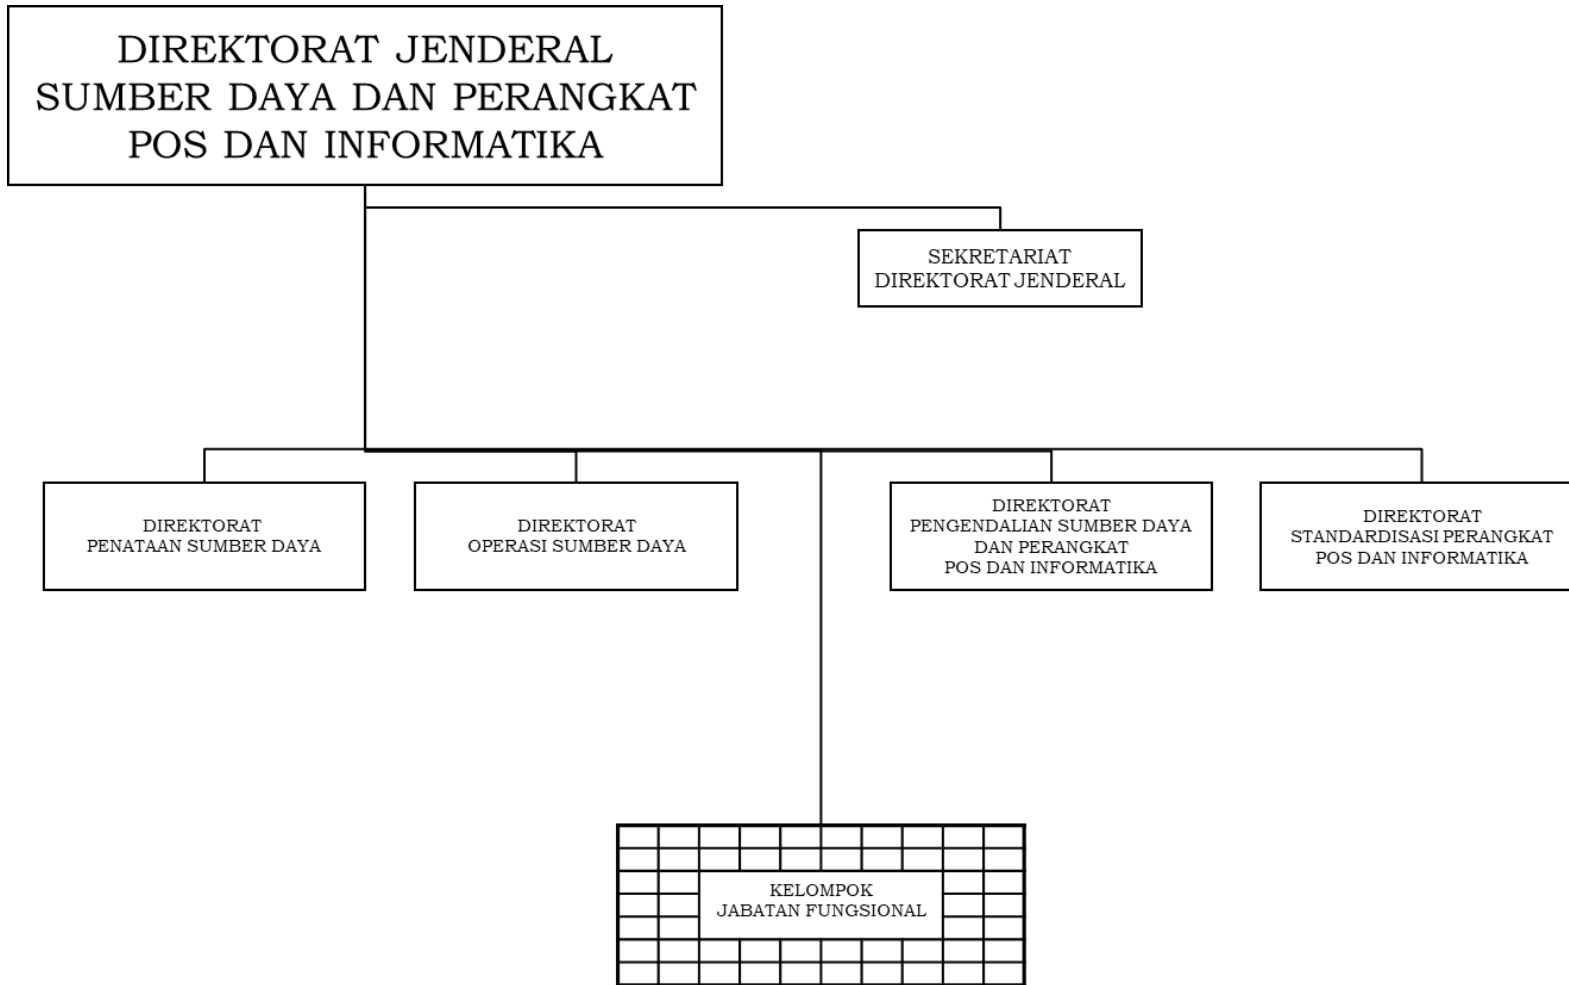 DIREKTORAT JENDERAL
SUMBER DAYA DAN PERANGKAT
POS DAN INFORMATIKA
SEKRETARIAT
DIREKTORAT JENDERAL
DIREKTORAT
PENATAAN SUMBER DAYA
DIREKTORAT
OPERASI SUMBER DAYA
DIREKTORAT
PENGENDALIAN SUMBER DAYA
DAN PERANGKAT
POS DAN INFORMATIKA
DIREKTORAT
STANDARDISASI PERANGKAT
POS DAN INFORMATIKA
KELOMPOK
JABATAN FUNGSIONAL